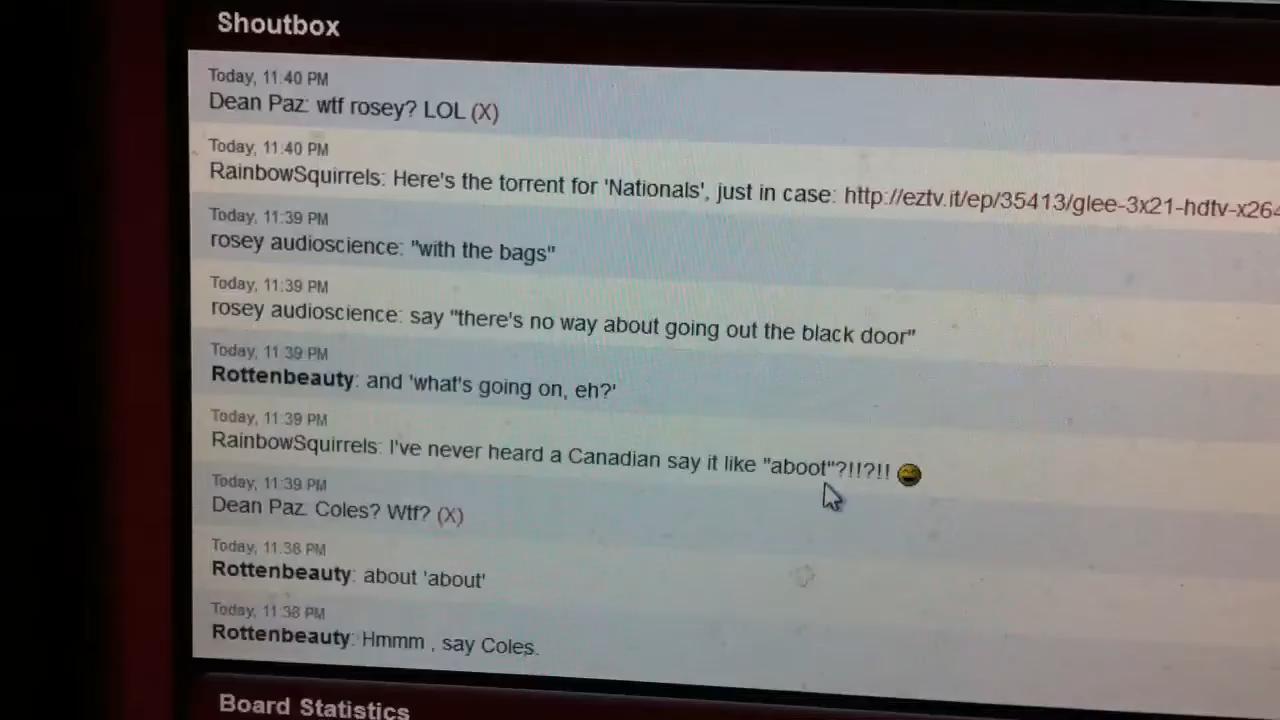 Shoutbox
Today, 11:40 PM
Dean Paz: wtf rosey? LOL (X)
Today, 11:40 PM
RainbowSquirrels: Here's the torrent for 'Nationals', just in case: http://eztv.it/ep/35413/glee-3x21-hdtv-x264
Today, 11:39 PM
rosey audioscience: "with the bags"
Today, 11:39 PM
rosey audioscience: say "there's no way about going out the black door"
Today, 11:39 PM
Rottenbeauty: and 'what's going on, eh?'
Today, 11:39 PM
RainbowSquirrels: I've never heard a Canadian say it like "aboot"?!!?!!
Today, 11:39 PM
Dean Paz: Coles? Wtf? (X)
Today, 11:38 PM
Rottenbeauty: about 'about'
Today, 11:38 PM
Rottenbeauty: Hmmm , say Coles.
Board Statistics